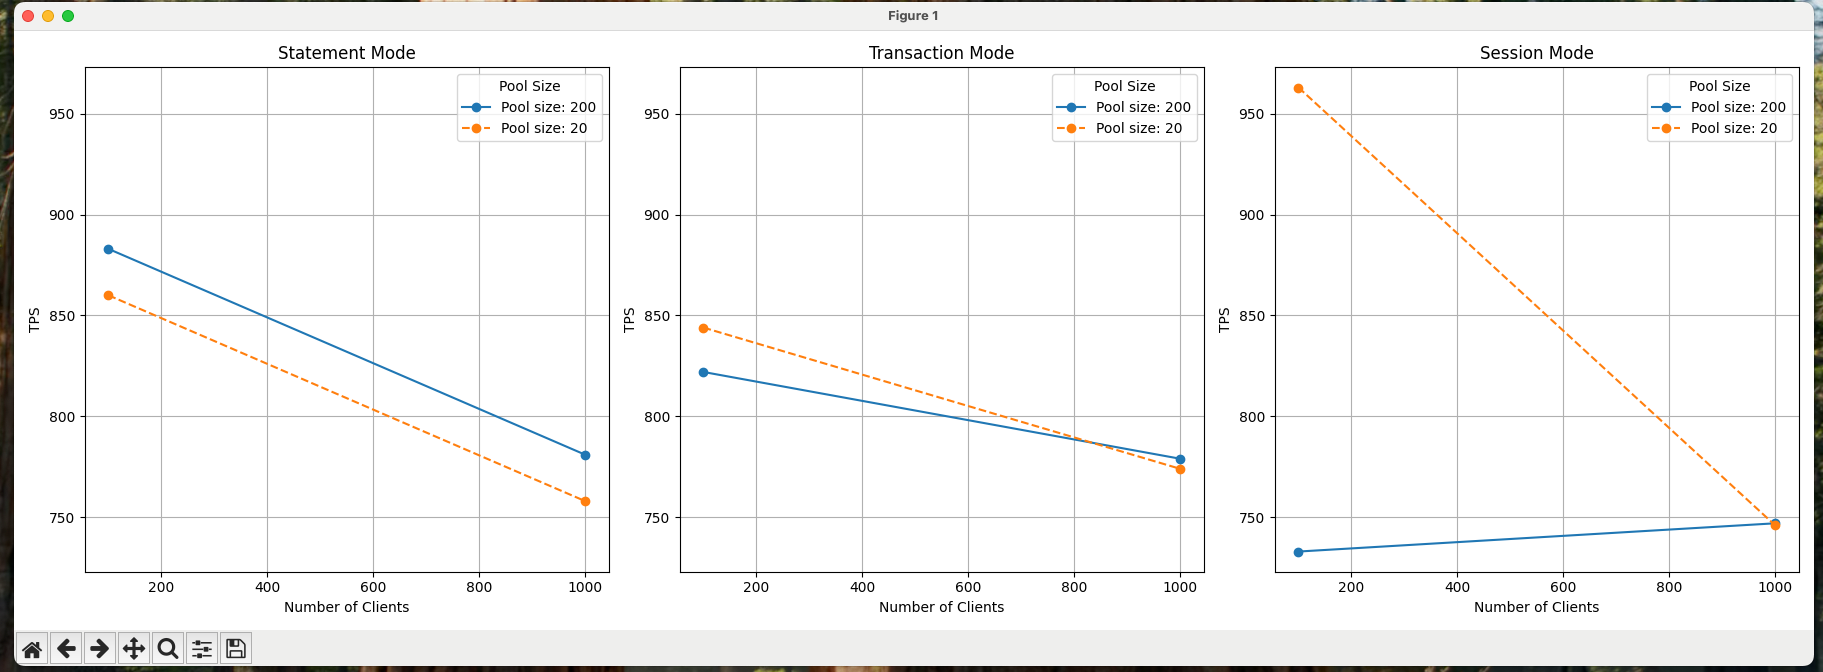 Figure 1
Statement Mode
Pool Size
Pool size: 200
Pool size: 20
950
900
850
800
750
TPS
200 400 600 800 1000
Number of Clients
Transaction Mode
Pool Size
Pool size: 200
Pool size: 20
950
900
850
800
750
TPS
200 400 600 800 1000
Number of Clients
Session Mode
Pool Size
Pool size: 200
Pool size: 20
950
900
850
800
750
TPS
200 400 600 800 1000
Number of Clients